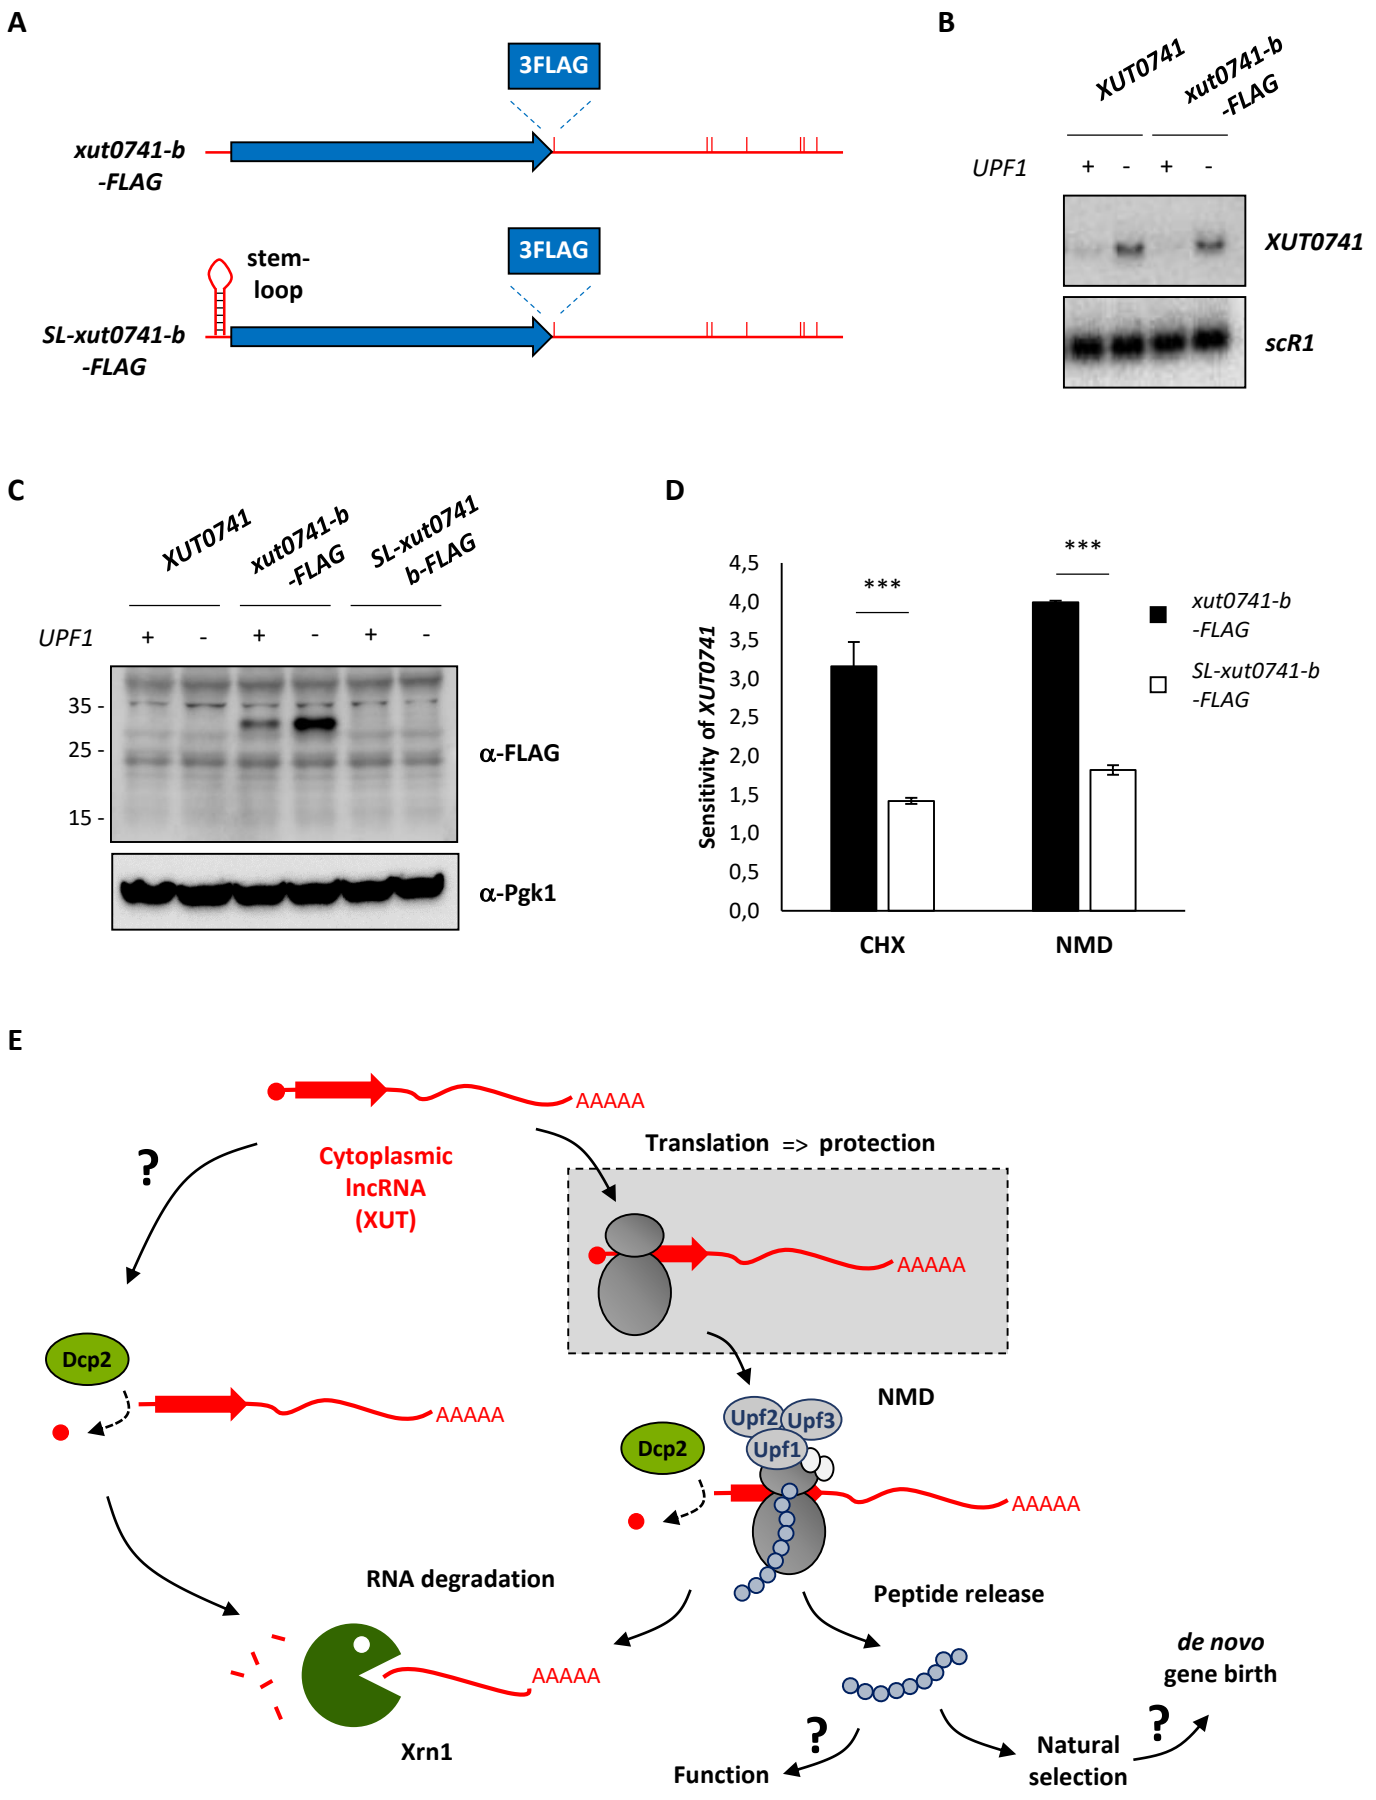 A
3FLAG
xut0741-b
-FLAG
3FLAG
stem-
loop
SL-xut0741-b
-FLAG
B
XUT0741
xut0741-b
-FLAG
UPF1 + - + -
XUT0741
scR1
C
XUT0741
xut0741-b
-FLAG
SL-xut0741
b-FLAG
UPF1 + - + - + -
35 -
25 -
15 -
α-FLAG
α-Pgk1
D
Sensitivity of XUT0741
4,5
4,0
3,5
3,0
2,5
2,0
1,5
1,0
0,5
0,0
***
***
CHX
NMD
xut0741-b
-FLAG
SL-xut0741-b
-FLAG
E
AAAAA
Cytoplasmic
lncRNA
(XUT)
?
Translation => protection
AAAAA
Dcp2
AAAAA
NMD
Upf2
Upf3
Upf1
Dcp2
AAAAA
RNA degradation
Peptide release
AAAAA
Xrn1
?
Function
Natural
selection
?
de novo
gene birth